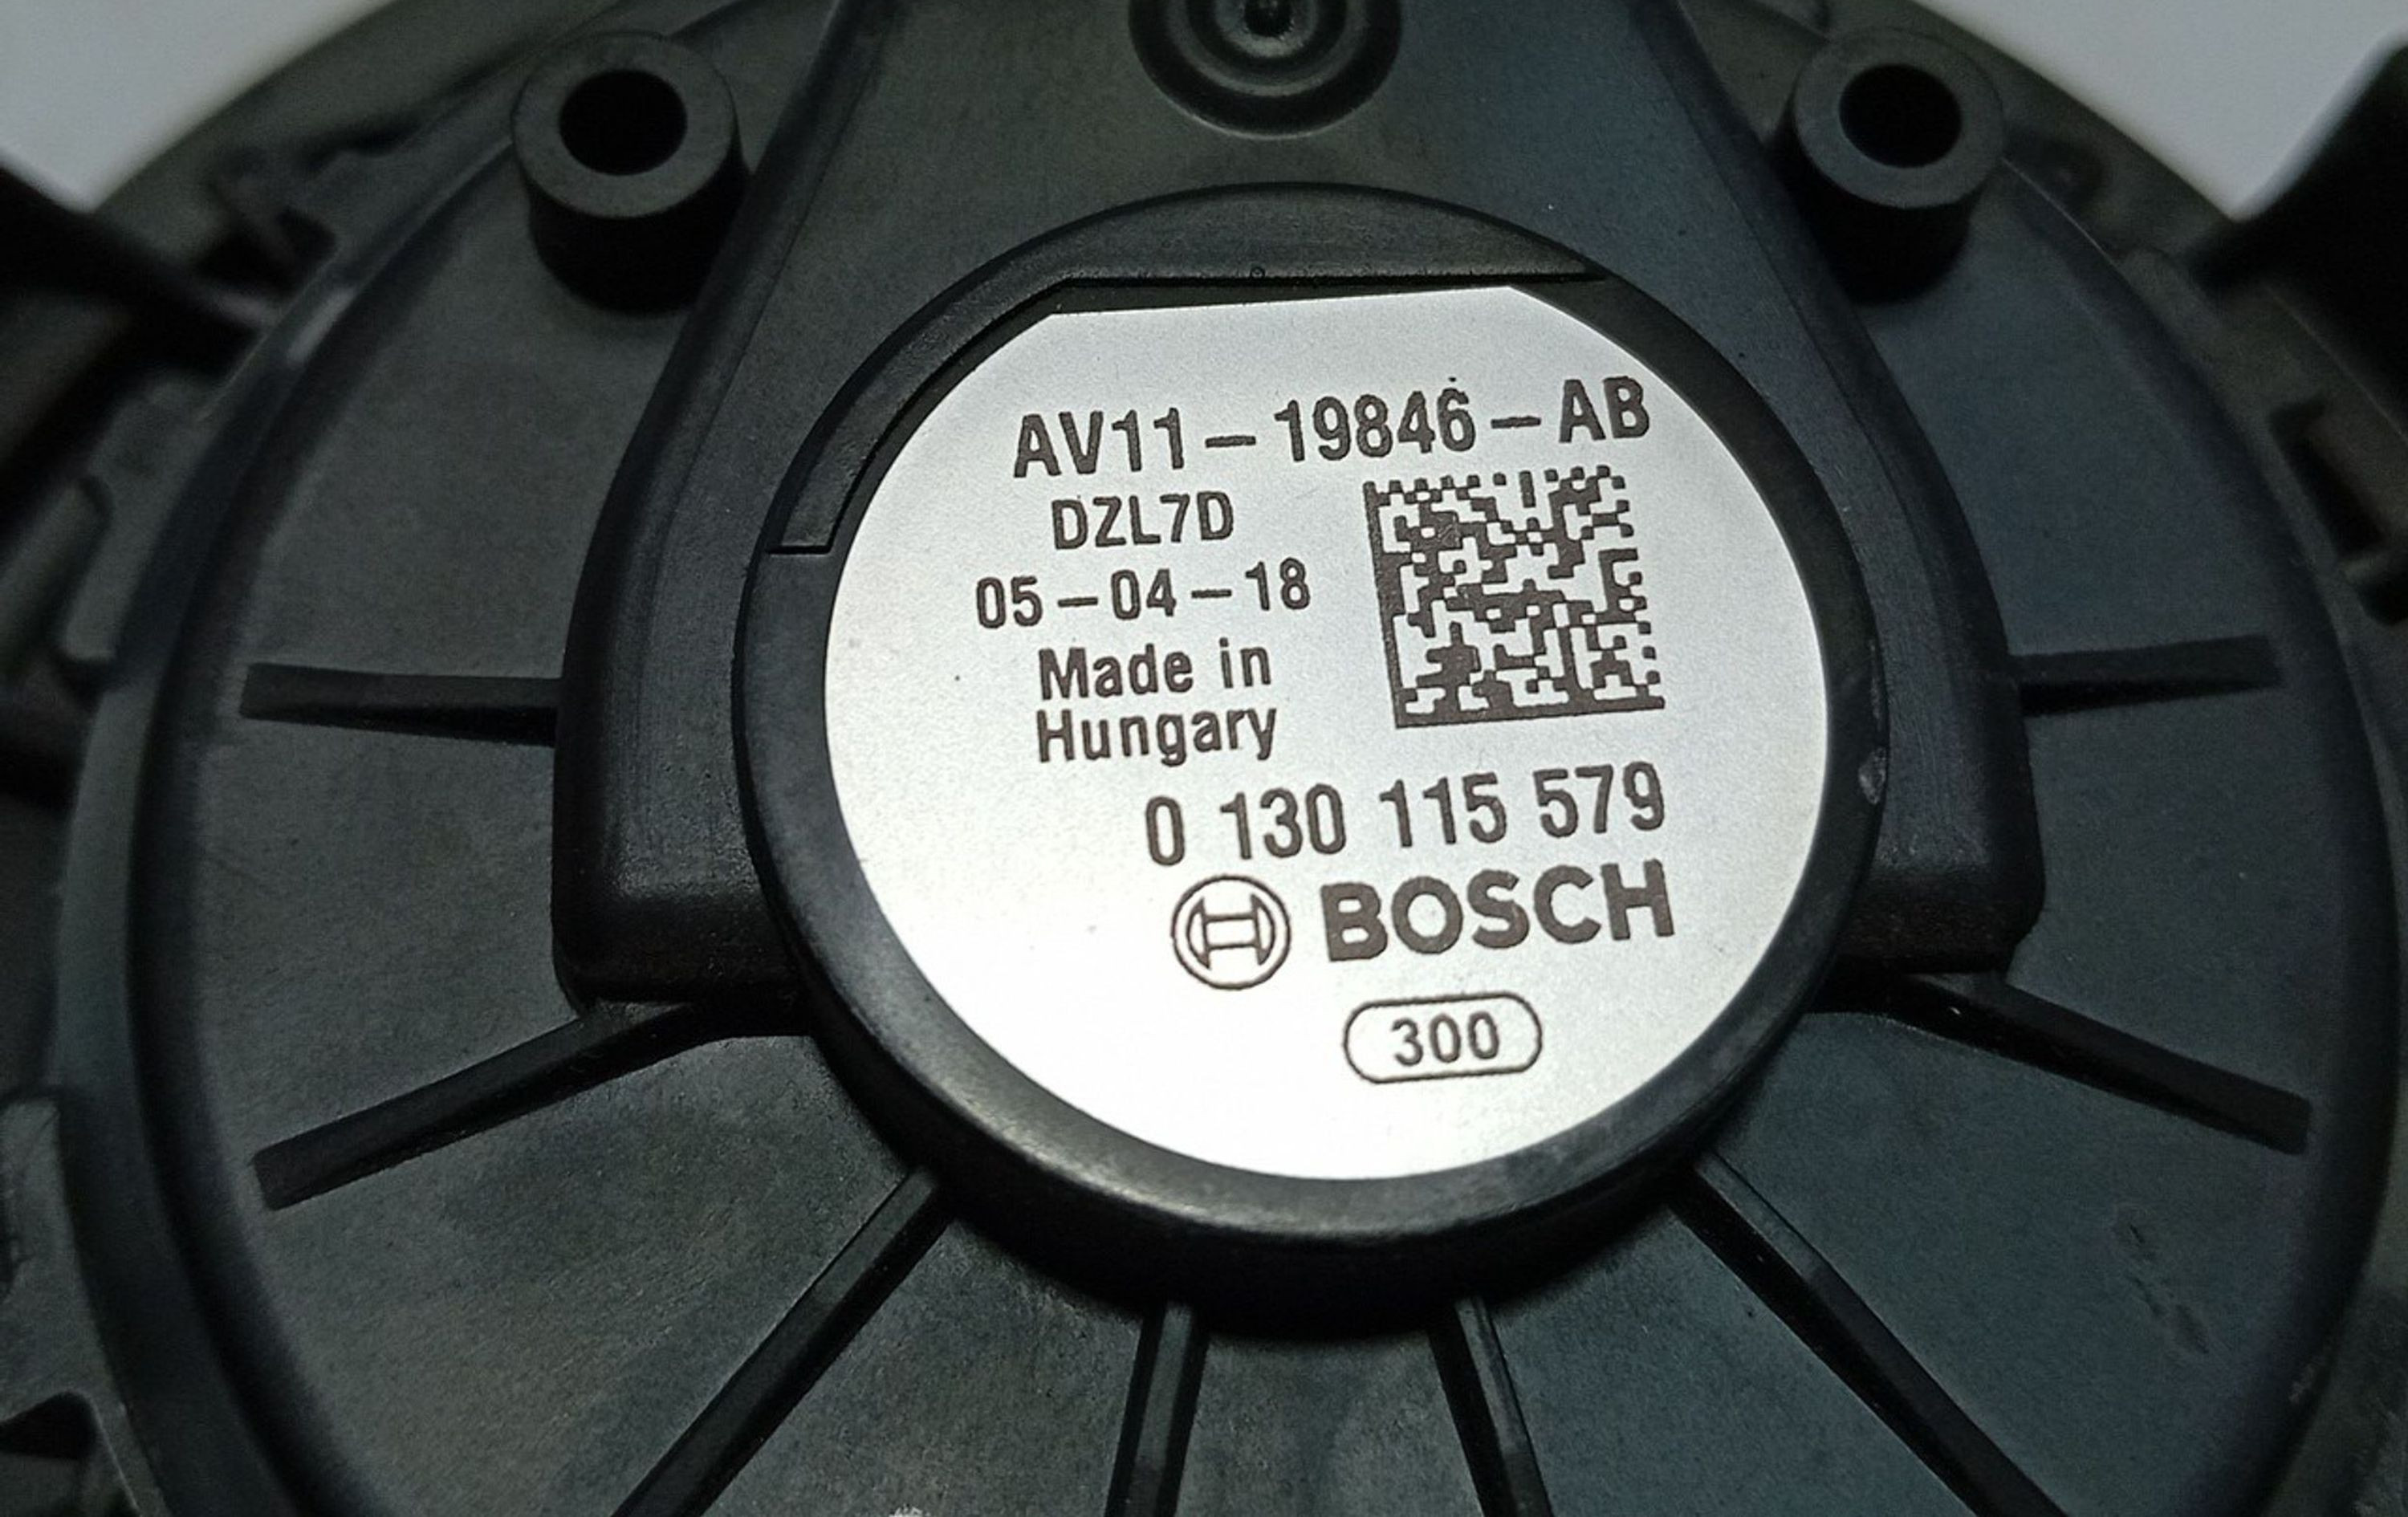 AV11-19846-AB
DZL7D
05-04-18
Made in
Hungary
0 130 115 579
BOSCH
300